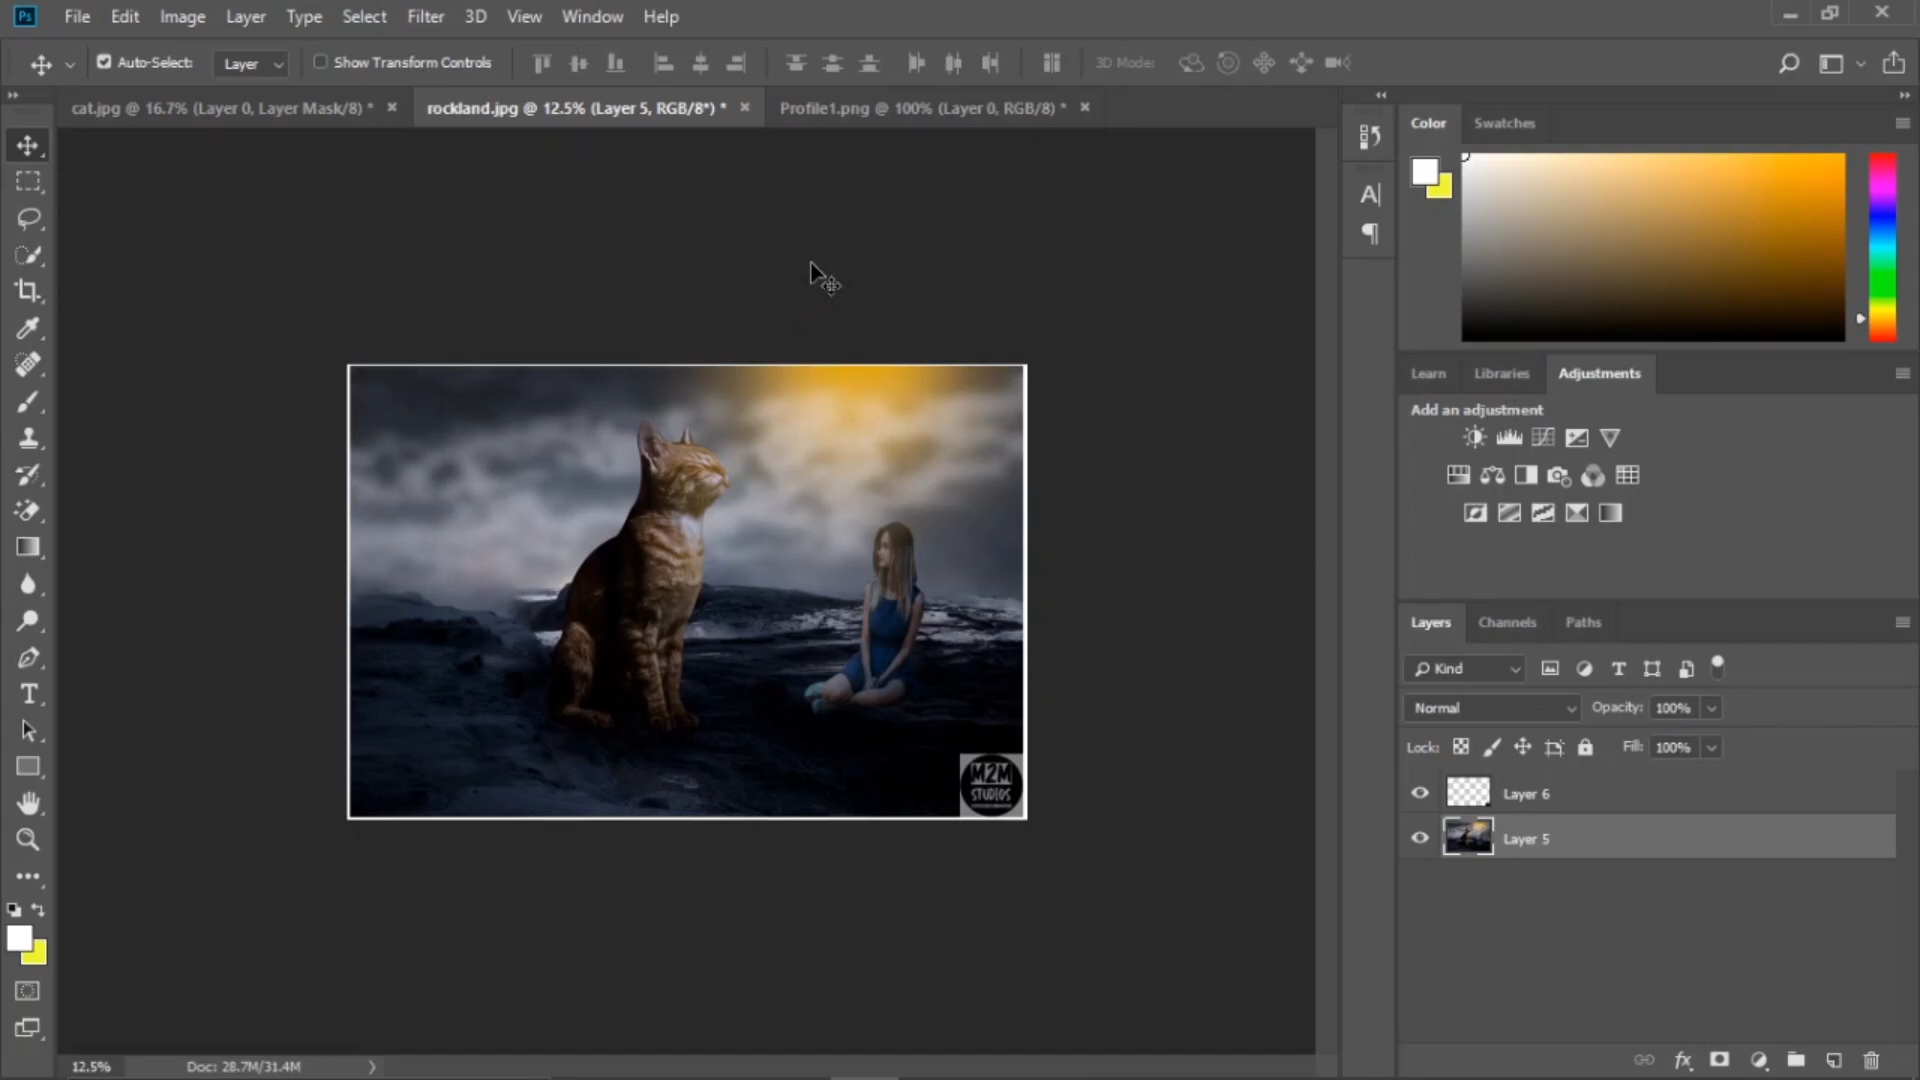 Ps File Edit Image Layer Type Select Filter 3D View Window Help
Auto-Select: Layer Show Transform Controls 3D Mode:
cat.jpg @ 16.7% (Layer 0, Layer Mask/8) * rockland.jpg @ 12.5% (Layer 5, RGB/8*) * Profile1.png @ 100% (Layer 0, RGB/8) *
Color Swatches
Learn Libraries Adjustments
Add an adjustment
Layers Channels Paths
Kind
Normal Opacity: 100%
Lock: Fill: 100%
Layer 6
Layer 5
M2M
STUDIOS
12.5% Doc: 28.7M/31.4M